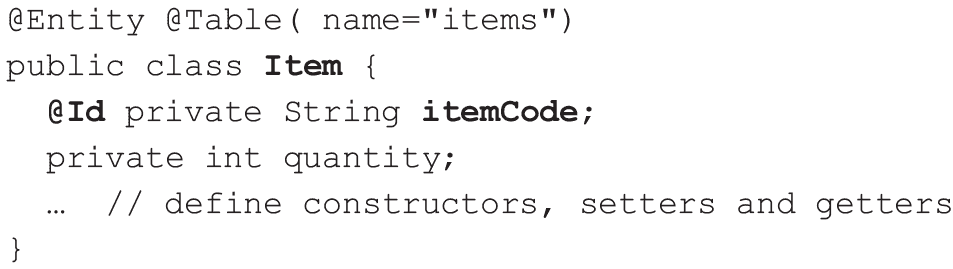 @Entity @Table( name="items")
public class Item {
@Id private String itemCode;
private int quantity;
… // define constructors, setters and getters
}